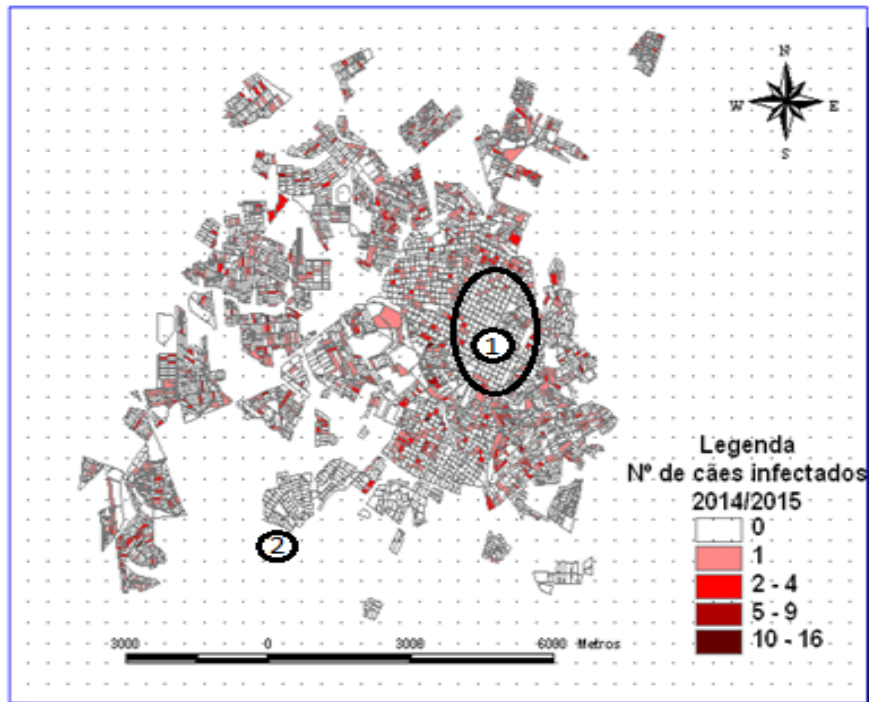 N
W E
S
1
2
Legenda
Nº de cães infectados
2014/2015
0
1
2 - 4
5 - 9
10 - 16
3000 0 3000 6000 Metros